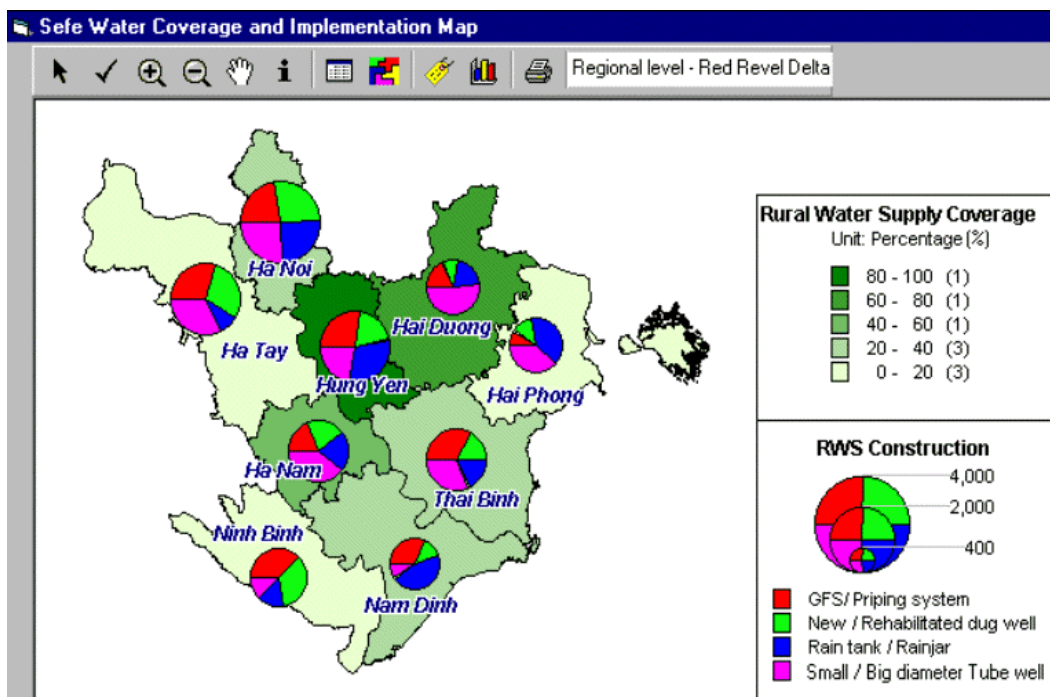 Sefe Water Coverage and Implementation Map
Regional level - Red Revel Delta
Ha Noi
Hai Duong
Ha Tay
Hung Yen
Hai Phong
Ha Nam
Thai Binh
Ninh Binh
Nam Dinh
Rural Water Supply Coverage
Unit: Percentage (%)
80 - 100 (1)
60 - 80 (1)
40 - 60 (1)
20 - 40 (3)
0 - 20 (3)
RWS Construction
4,000
2,000
400
GFS/ Priping system
New / Rehabilitated dug well
Rain tank / Rainjar
Small / Big diameter Tube well